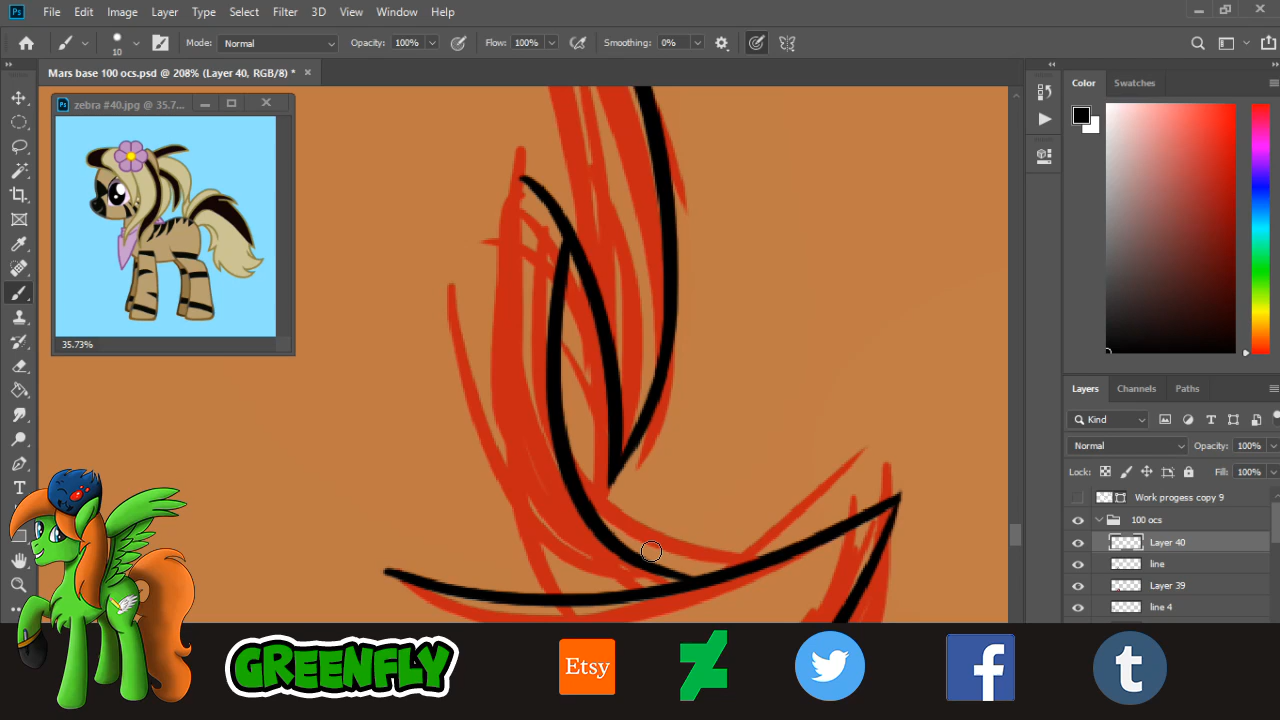 Ps File Edit Image Layer Type Select Filter 3D View Window Help
10 Mode: Normal Opacity: 100% Flow: 100% Smoothing: 0%
Mars base 100 ocs.psd @ 208% (Layer 40, RGB/8) *
Ps zebra #40.jpg @ 35.7...
35.73%
Color Swatches
Layers Channels Paths
Kind
Normal Opacity: 100%
Lock: Fill: 100%
Work progess copy 9
100 ocs
Layer 40
line
Layer 39
line 4
GREENFLY
Etsy
f
t